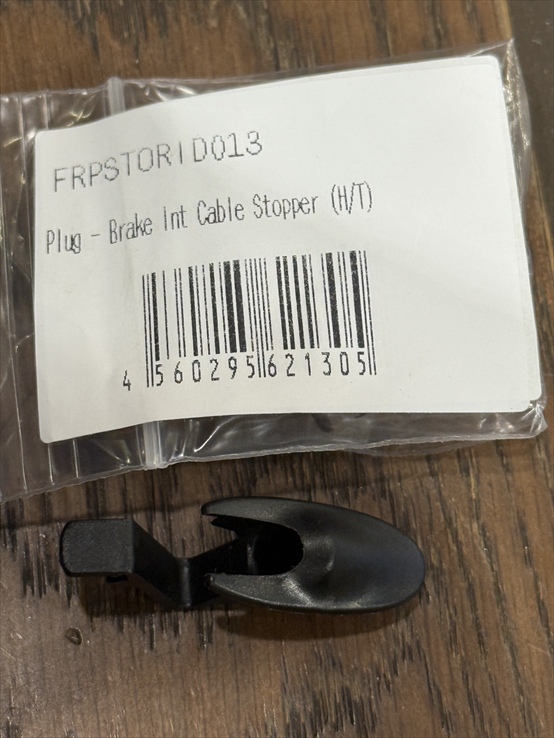 FRPSTORID013
Plug - Brake Int Cable Stopper (H/T)
4 560295 621305